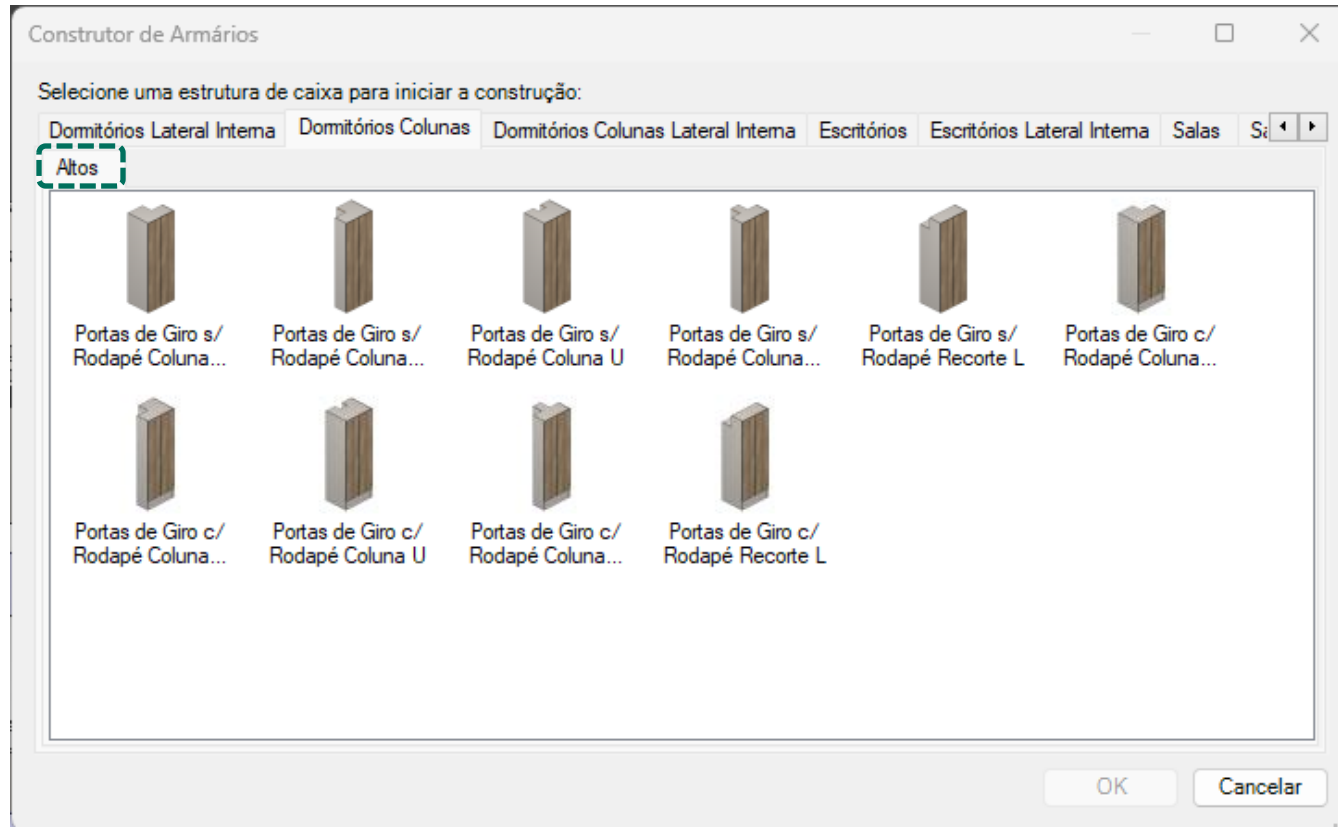 Construtor de Armários
Selecione uma estrutura de caixa para iniciar a construção:
Dormitórios Lateral Interna Dormitórios Colunas Dormitórios Colunas Lateral Interna Escritórios Escritórios Lateral Interna Salas
Altos
Portas de Giro s/ Portas de Giro s/ Portas de Giro s/ Portas de Giro s/ Portas de Giro s/ Portas de Giro c/
Rodapé Coluna... Rodapé Coluna... Rodapé Coluna U Rodapé Coluna... Rodapé Recorte L Rodapé Coluna...
Portas de Giro c/ Portas de Giro c/ Portas de Giro c/ Portas de Giro c/
Rodapé Coluna... Rodapé Coluna U Rodapé Coluna... Rodapé Recorte L
OK Cancelar